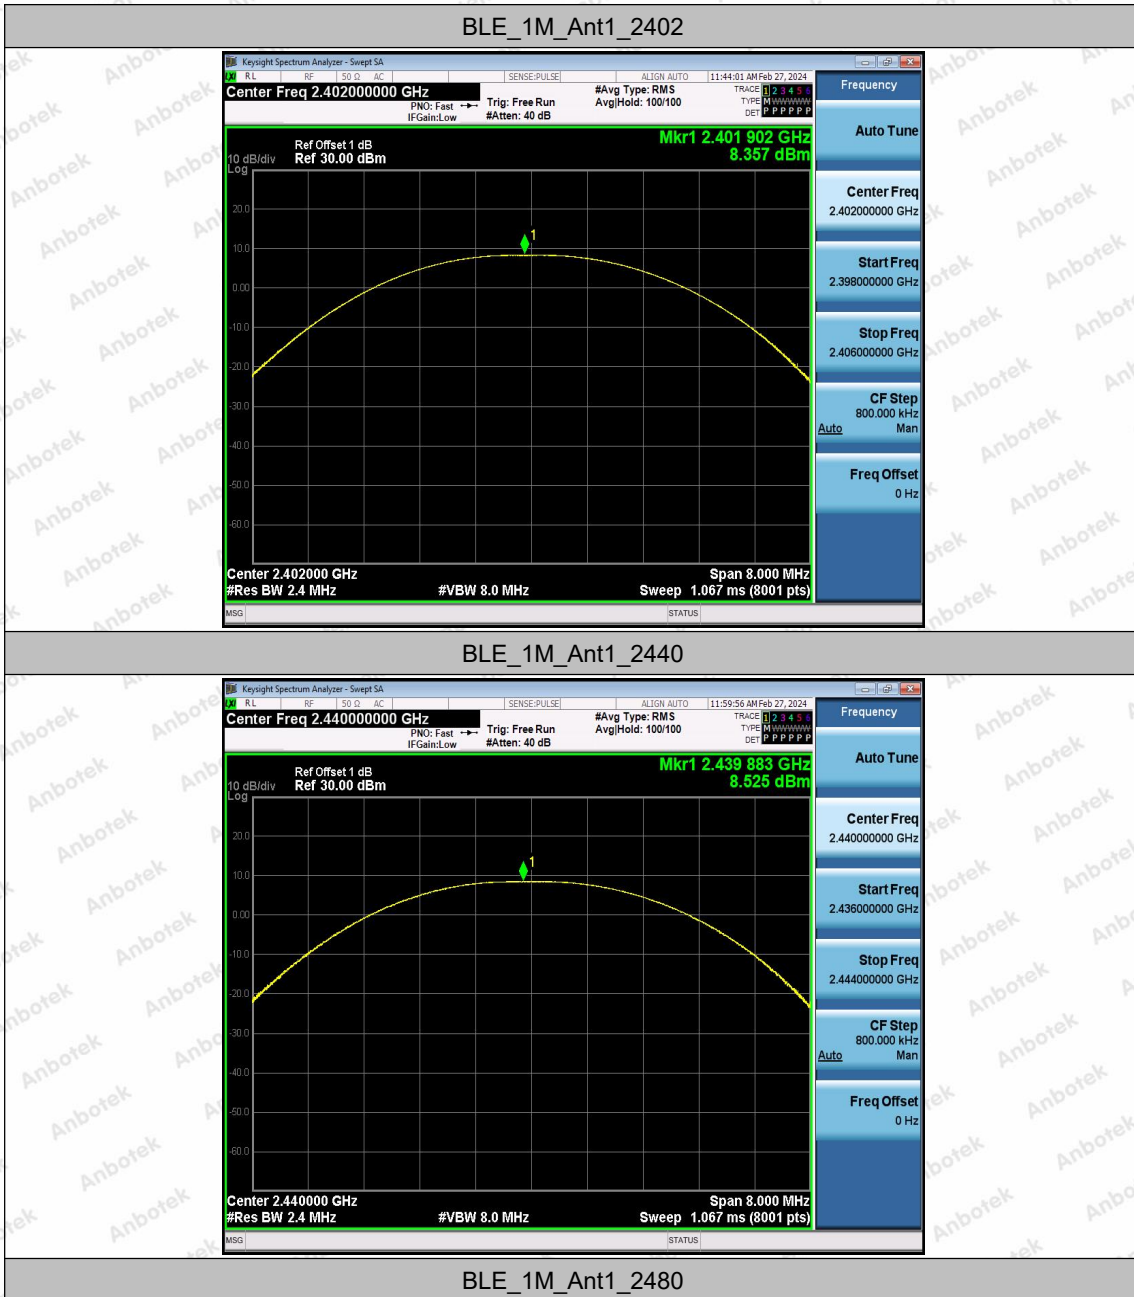 BLE_1M_Ant1_2402
Keysight Spectrum Analyzer - Swept SA
LXI RL RF 50 Ω AC SENSE:PULSE ALIGN AUTO 11:44:01 AM Feb 27, 2024
Center Freq 2.402000000 GHz
PNO: Fast
IFGain:Low
Trig: Free Run
#Atten: 40 dB
#Avg Type: RMS
Avg|Hold: 100/100
TRACE 1 2 3 4 5 6
TYPE M WWWWW
DET P P P P P P
Mkr1 2.401 902 GHz
8.357 dBm
Ref Offset 1 dB
10 dB/div Ref 30.00 dBm
Log
20.0
10.0
0.00
-10.0
-20.0
-30.0
-40.0
-50.0
-60.0
1
Center 2.402000 GHz Span 8.000 MHz
#Res BW 2.4 MHz #VBW 8.0 MHz Sweep 1.067 ms (8001 pts)
MSG STATUS
Frequency
Auto Tune
Center Freq
2.402000000 GHz
Start Freq
2.398000000 GHz
Stop Freq
2.406000000 GHz
CF Step
800.000 kHz
Auto Man
Freq Offset
0 Hz
BLE_1M_Ant1_2440
Keysight Spectrum Analyzer - Swept SA
LXI RL RF 50 Ω AC SENSE:PULSE ALIGN AUTO 11:59:56 AM Feb 27, 2024
Center Freq 2.440000000 GHz
PNO: Fast
IFGain:Low
Trig: Free Run
#Atten: 40 dB
#Avg Type: RMS
Avg|Hold: 100/100
TRACE 1 2 3 4 5 6
TYPE M WWWWW
DET P P P P P P
Mkr1 2.439 883 GHz
8.525 dBm
Ref Offset 1 dB
10 dB/div Ref 30.00 dBm
Log
20.0
10.0
0.00
-10.0
-20.0
-30.0
-40.0
-50.0
-60.0
1
Center 2.440000 GHz Span 8.000 MHz
#Res BW 2.4 MHz #VBW 8.0 MHz Sweep 1.067 ms (8001 pts)
MSG STATUS
Frequency
Auto Tune
Center Freq
2.440000000 GHz
Start Freq
2.436000000 GHz
Stop Freq
2.444000000 GHz
CF Step
800.000 kHz
Auto Man
Freq Offset
0 Hz
BLE_1M_Ant1_2480
Anbotek